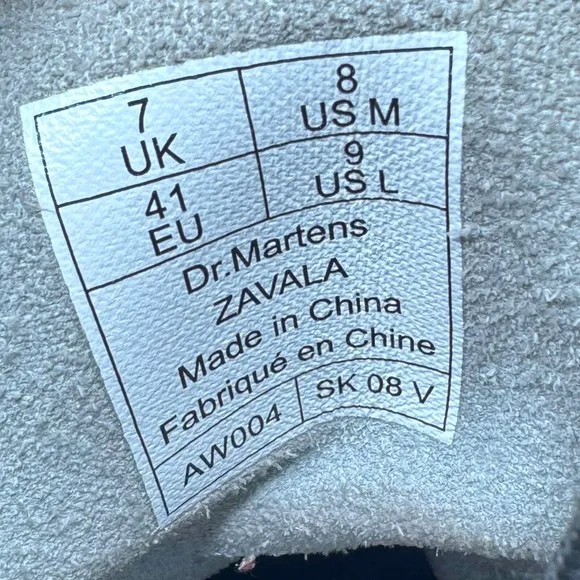 7
UK
8
US M
41
EU
9
US L
Dr.Martens
ZAVALA
Made in China
Fabriqué en Chine
AW004
SK 08 V